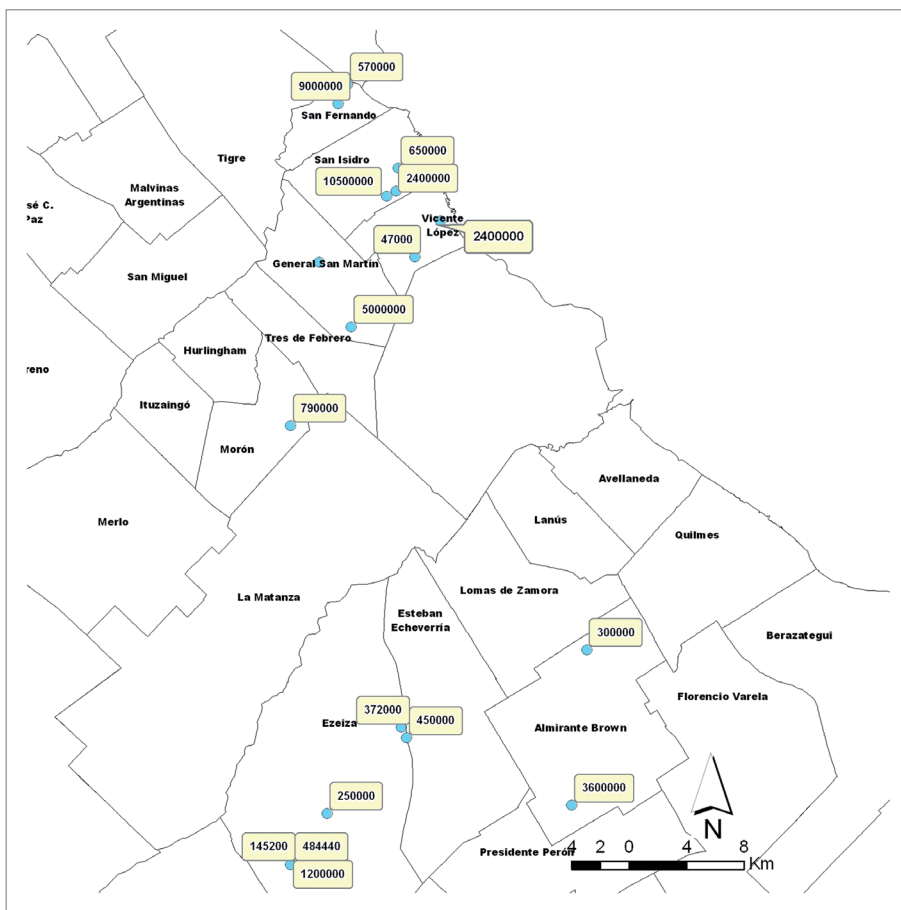 570000
9000000
San Fernando
650000
Tigre
San Isidro
10500000
2400000
Malvinas
Argentinas
sé C.
Paz
Vicente
López
2400000
47000
General San Martín
San Miguel
5000000
Tres de Febrero
Hurlingham
reno
Ituzaingó
790000
Morón
Avellaneda
Merlo
Lanús
Quilmes
Lomas de Zamora
La Matanza
Esteban
Echeverría
300000
Berazategui
Florencio Varela
372000
450000
Ezeiza
Almirante Brown
250000
3600000
N
145200
484440
1200000
Presidente Perón
4 2 0 4 8
Km